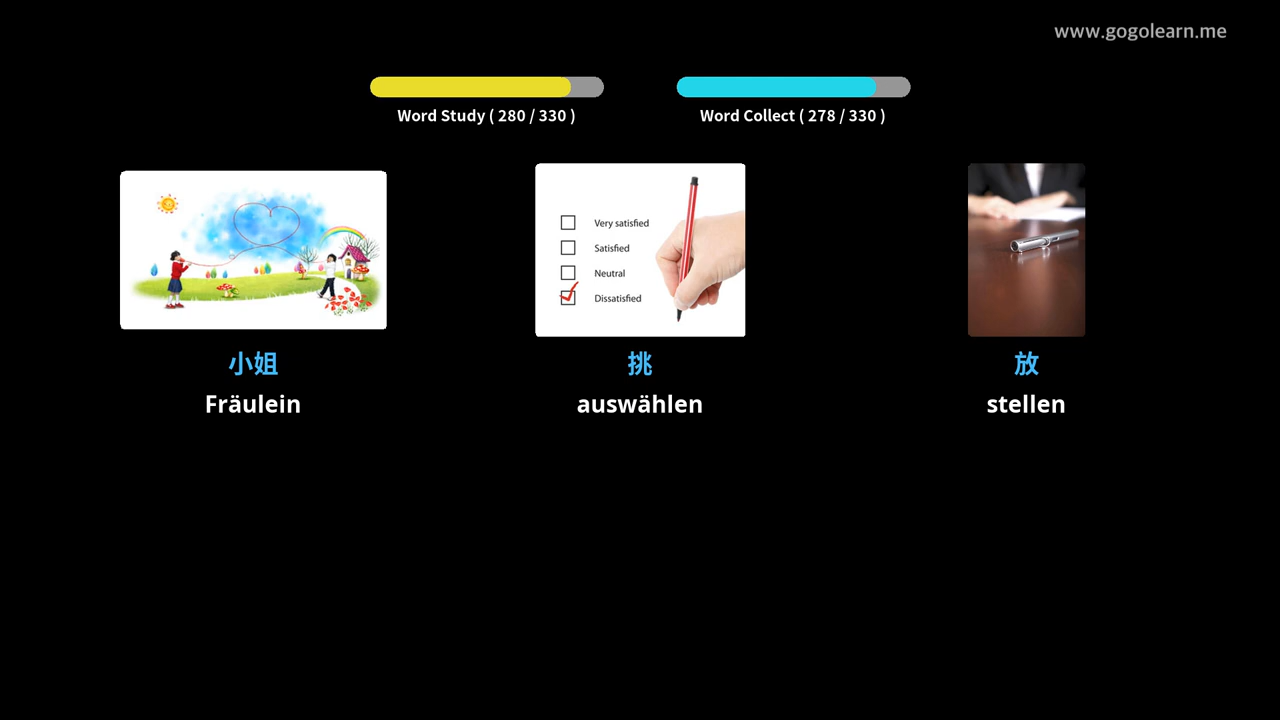 www.gogolearn.me
Word Study ( 280 / 330 )
Word Collect ( 278 / 330 )
Very satisfied
Satisfied
Neutral
Dissatisfied
小姐
挑
放
Fräulein
auswählen
stellen